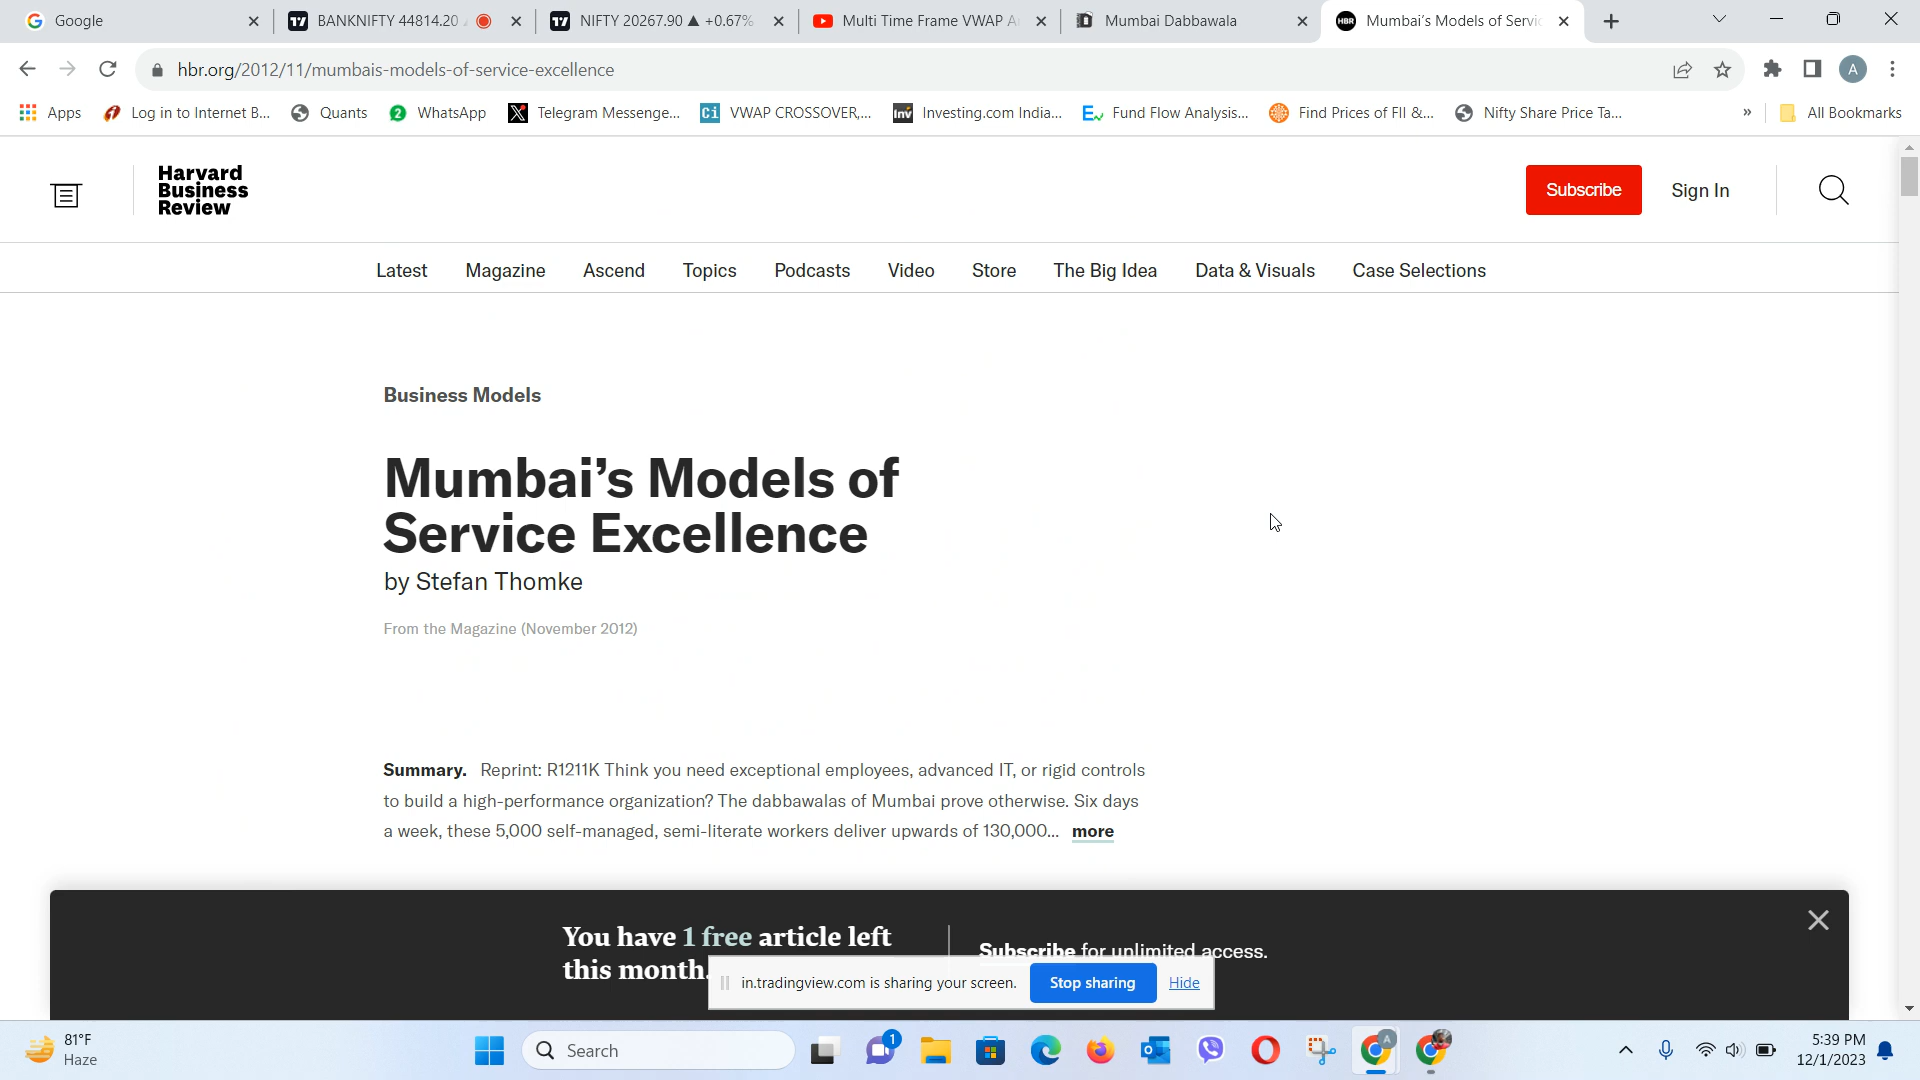 Google
BANKNIFTY 44814.20
NIFTY 20267.90 ▲ +0.67%
Multi Time Frame VWAP
Mumbai Dabbawala
Mumbai's Models of Servi
hbr.org/2012/11/mumbais-models-of-service-excellence
A
Apps
Log in to Internet B...
Quants
2
WhatsApp
Telegram Messenge...
Ci
VWAP CROSSOVER,...
Inv
Investing.com India...
Fund Flow Analysis...
Find Prices of FII &...
Nifty Share Price Ta...
»
All Bookmarks
Harvard
Business
Review
Subscribe
Sign In
Latest
Magazine
Ascend
Topics
Podcasts
Video
Store
The Big Idea
Data & Visuals
Case Selections
Business Models
Mumbai's Models of
Service Excellence
by Stefan Thomke
From the Magazine (November 2012)
Summary. Reprint: R1211K Think you need exceptional employees, advanced IT, or rigid controls
to build a high-performance organization? The dabbawalas of Mumbai prove otherwise. Six days
a week, these 5,000 self-managed, semi-literate workers deliver upwards of 130,000... more
You have 1 free article left
this month.
Subscribe for unlimited access.
in.tradingview.com is sharing your screen.
Stop sharing
Hide
81°F
Haze
Search
1
A
5:39 PM
12/1/2023